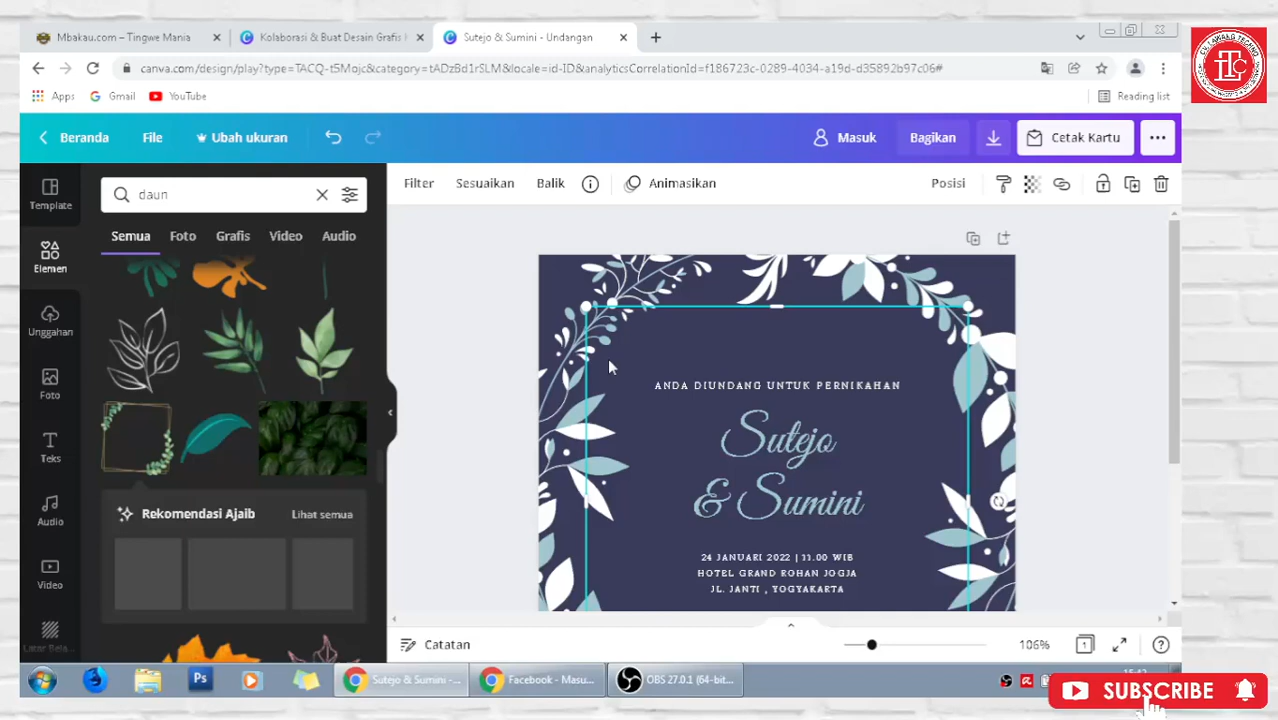 Mbakau.com – Tingwe Mania
Kolaborasi & Buat Desain Grafis
Sutejo & Sumini - Undangan
canva.com/design/play?type=TACQ-t5Mojc&category=tADzBd1rSLM&locale=id-ID&analyticsCorrelationId=f186723c-0289-4034-a19d-d35892b97c06#
Apps Gmail YouTube Reading list
Beranda File Ubah ukuran Masuk Bagikan Cetak Kartu
Template
Elemen
Unggahan
Foto
Teks
Audio
Video
daun
Semua Foto Grafis Video Audio
Rekomendasi Ajaib Lihat semua
Filter Sesuaikan Balik Animasikan Posisi
ANDA DIUNDANG UNTUK PERNIKAHAN
Sutejo
& Sumini
24 JANUARI 2022 | 11.00 WIB
HOTEL GRAND ROHAN JOGJA
JL. JANTI , YOGYAKARTA
Catatan 106% 1
Ps Sutejo & Sumini -... Facebook - Masu... OBS 27.0.1 (64-bit...
SUBSCRIBE